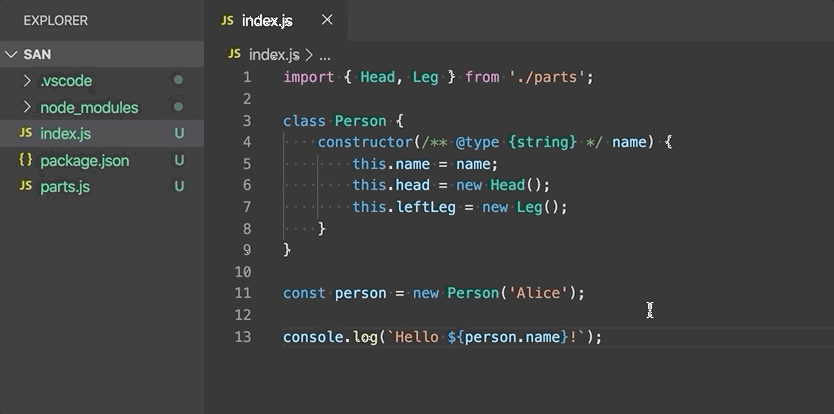 EXPLORER
SAN
.vscode
node_modules
JS index.js U
{} package.json U
JS parts.js U
JS index.js ×
JS index.js > ...
1 import { Head, Leg } from './parts';
2
3 class Person {
4     constructor(/** @type {string} */ name) {
5         this.name = name;
6         this.head = new Head();
7         this.leftLeg = new Leg();
8     }
9 }
10
11 const person = new Person('Alice');
12
13 console.log(`Hello ${person.name}!`);